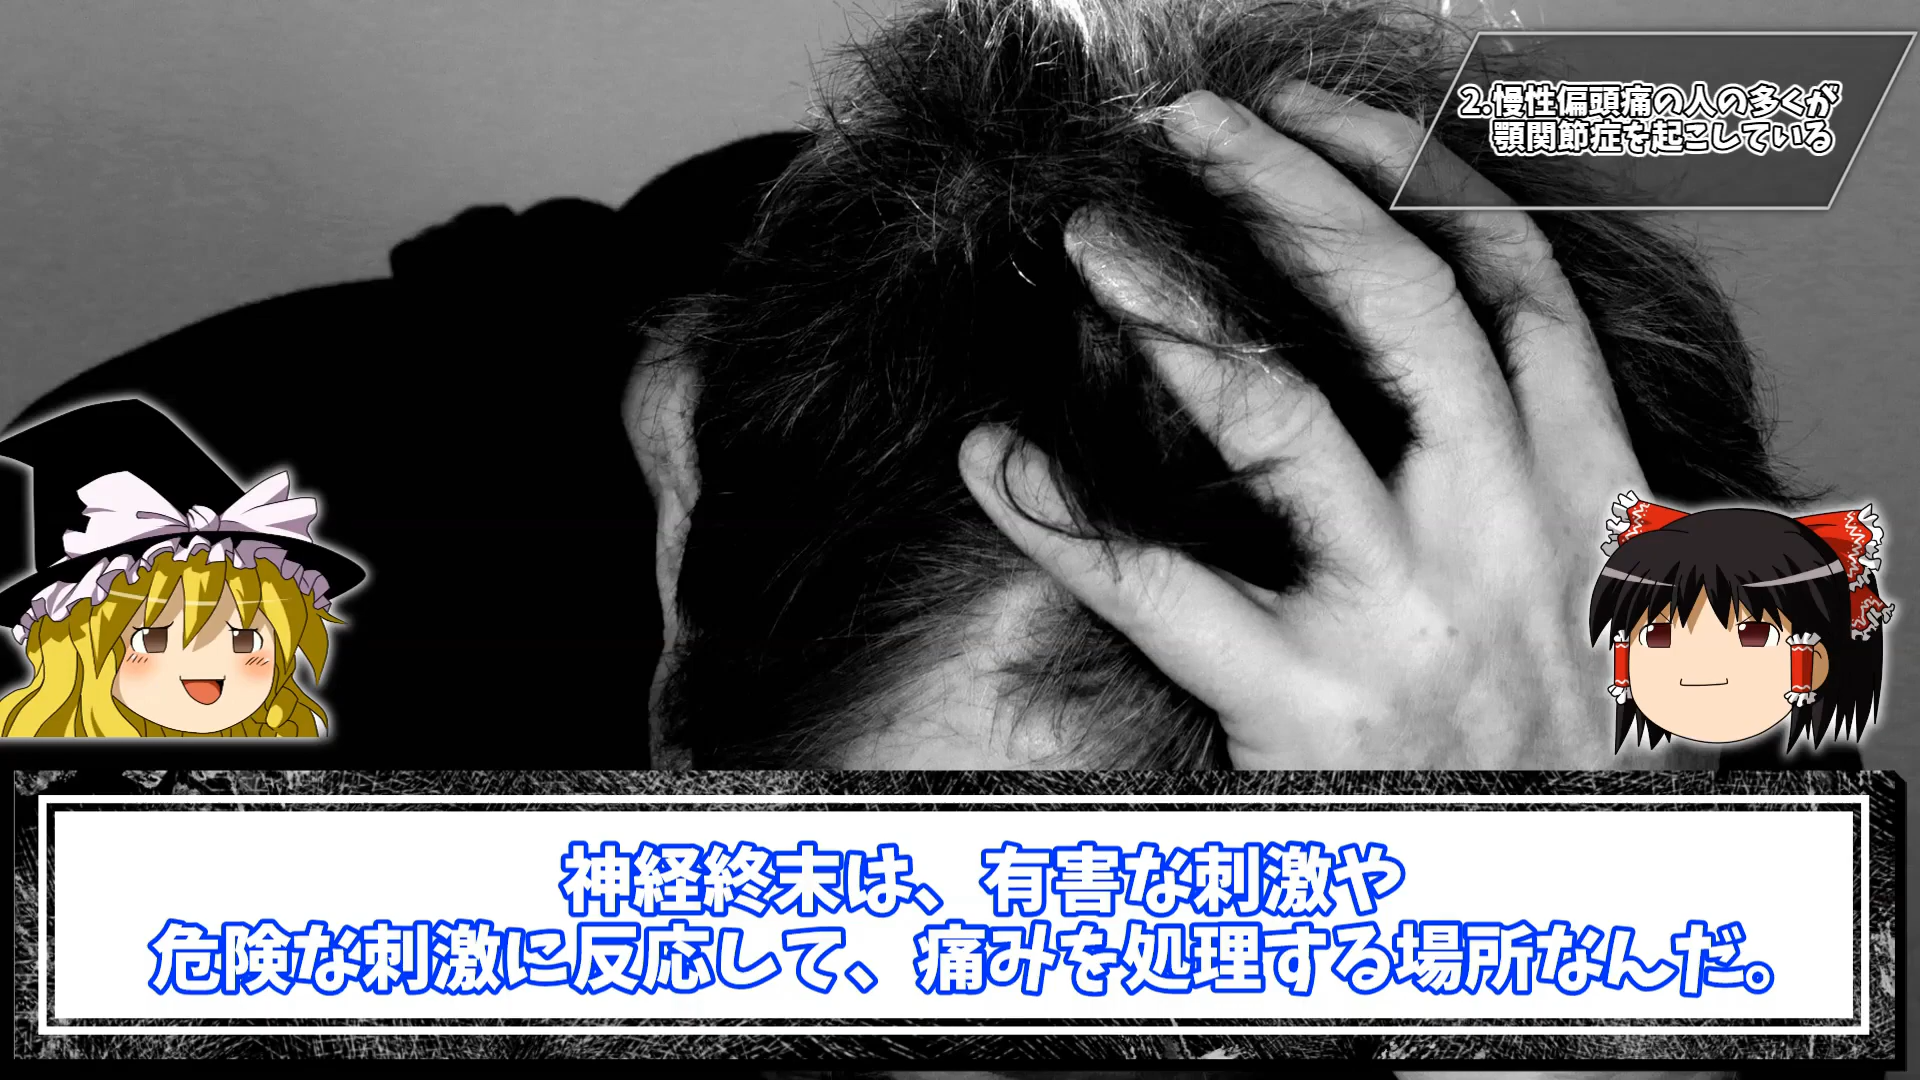 2.慢性偏頭痛の人の多くが
顎関節症を起こしている
神経終末は、有害な刺激や
危険な刺激に反応して、痛みを処理する場所なんだ。